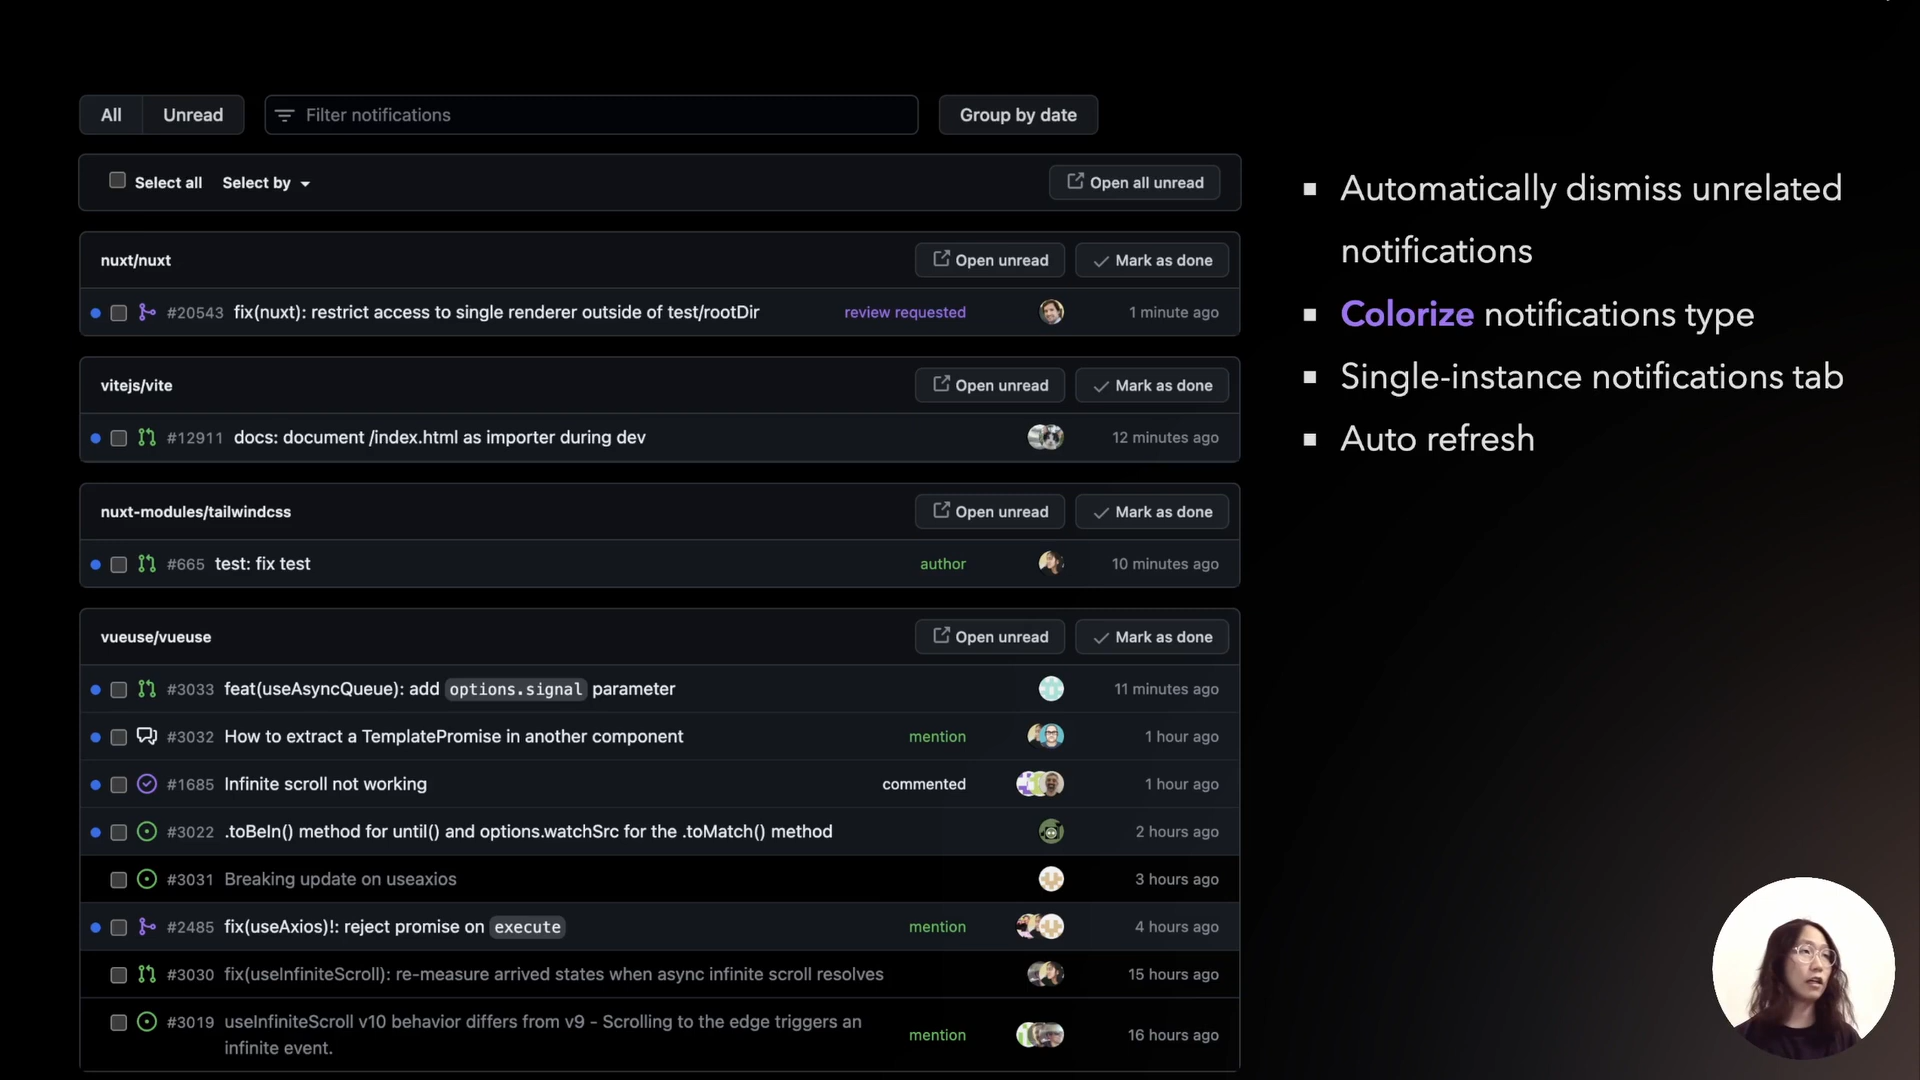 All Unread Filter notifications Group by date
Select all Select by Open all unread
nuxt/nuxt Open unread Mark as done
#20543 fix(nuxt): restrict access to single renderer outside of test/rootDir review requested 1 minute ago
vitejs/vite Open unread Mark as done
#12911 docs: document /index.html as importer during dev 12 minutes ago
nuxt-modules/tailwindcss Open unread Mark as done
#665 test: fix test author 10 minutes ago
vueuse/vueuse Open unread Mark as done
#3033 feat(useAsyncQueue): add options.signal parameter 11 minutes ago
#3032 How to extract a TemplatePromise in another component mention 1 hour ago
#1685 Infinite scroll not working commented 1 hour ago
#3022 .toBeIn() method for until() and options.watchSrc for the .toMatch() method 2 hours ago
#3031 Breaking update on useaxios 3 hours ago
#2485 fix(useAxios)!: reject promise on execute mention 4 hours ago
#3030 fix(useInfiniteScroll): re-measure arrived states when async infinite scroll resolves 15 hours ago
#3019 useInfiniteScroll v10 behavior differs from v9 - Scrolling to the edge triggers an
infinite event. mention 16 hours ago
Automatically dismiss unrelated
notifications
Colorize notifications type
Single-instance notifications tab
Auto refresh